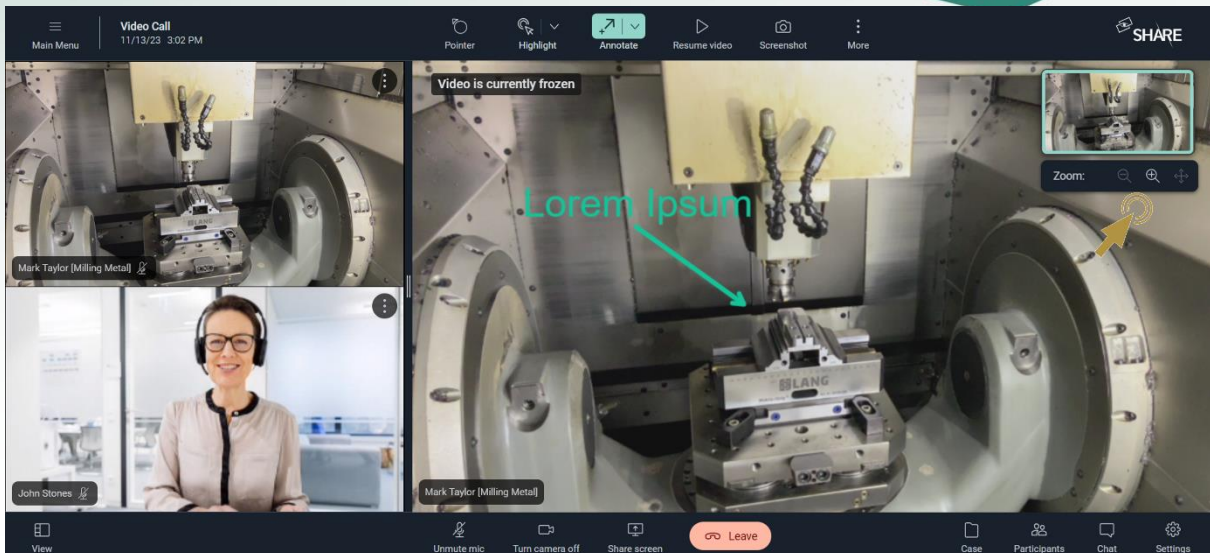 Main Menu
Video Call
11/13/23 3:02 PM
Pointer
Highlight
Annotate
Resume video
Screenshot
More
SHARE
Mark Taylor [Milling Metal]
John Stones
Video is currently frozen
Lorem Ipsum
LANG
LANG
Zoom:
Mark Taylor [Milling Metal]
View
Unmute mic
Turn camera off
Share screen
Leave
Case
Participants
Chat
Settings